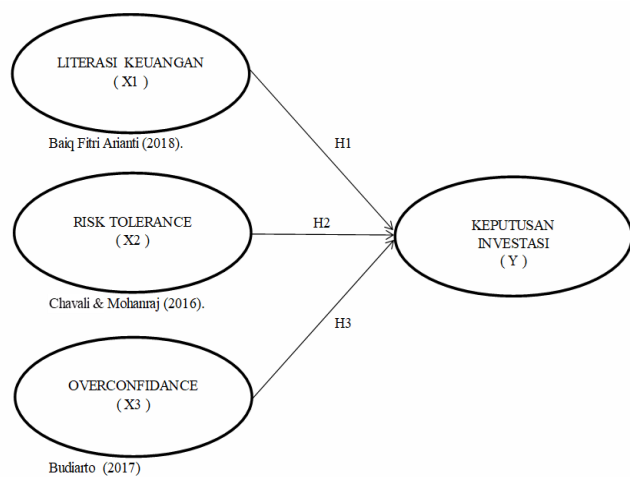 LITERASI KEUANGAN
( X1 )
Baiq Fitri Arianti (2018).
H1
RISK TOLERANCE
( X2 )
H2
KEPUTUSAN
INVESTASI
( Y )
Chavali & Mohanraj (2016).
H3
OVERCONFIDANCE
( X3 )
Budiarto (2017)